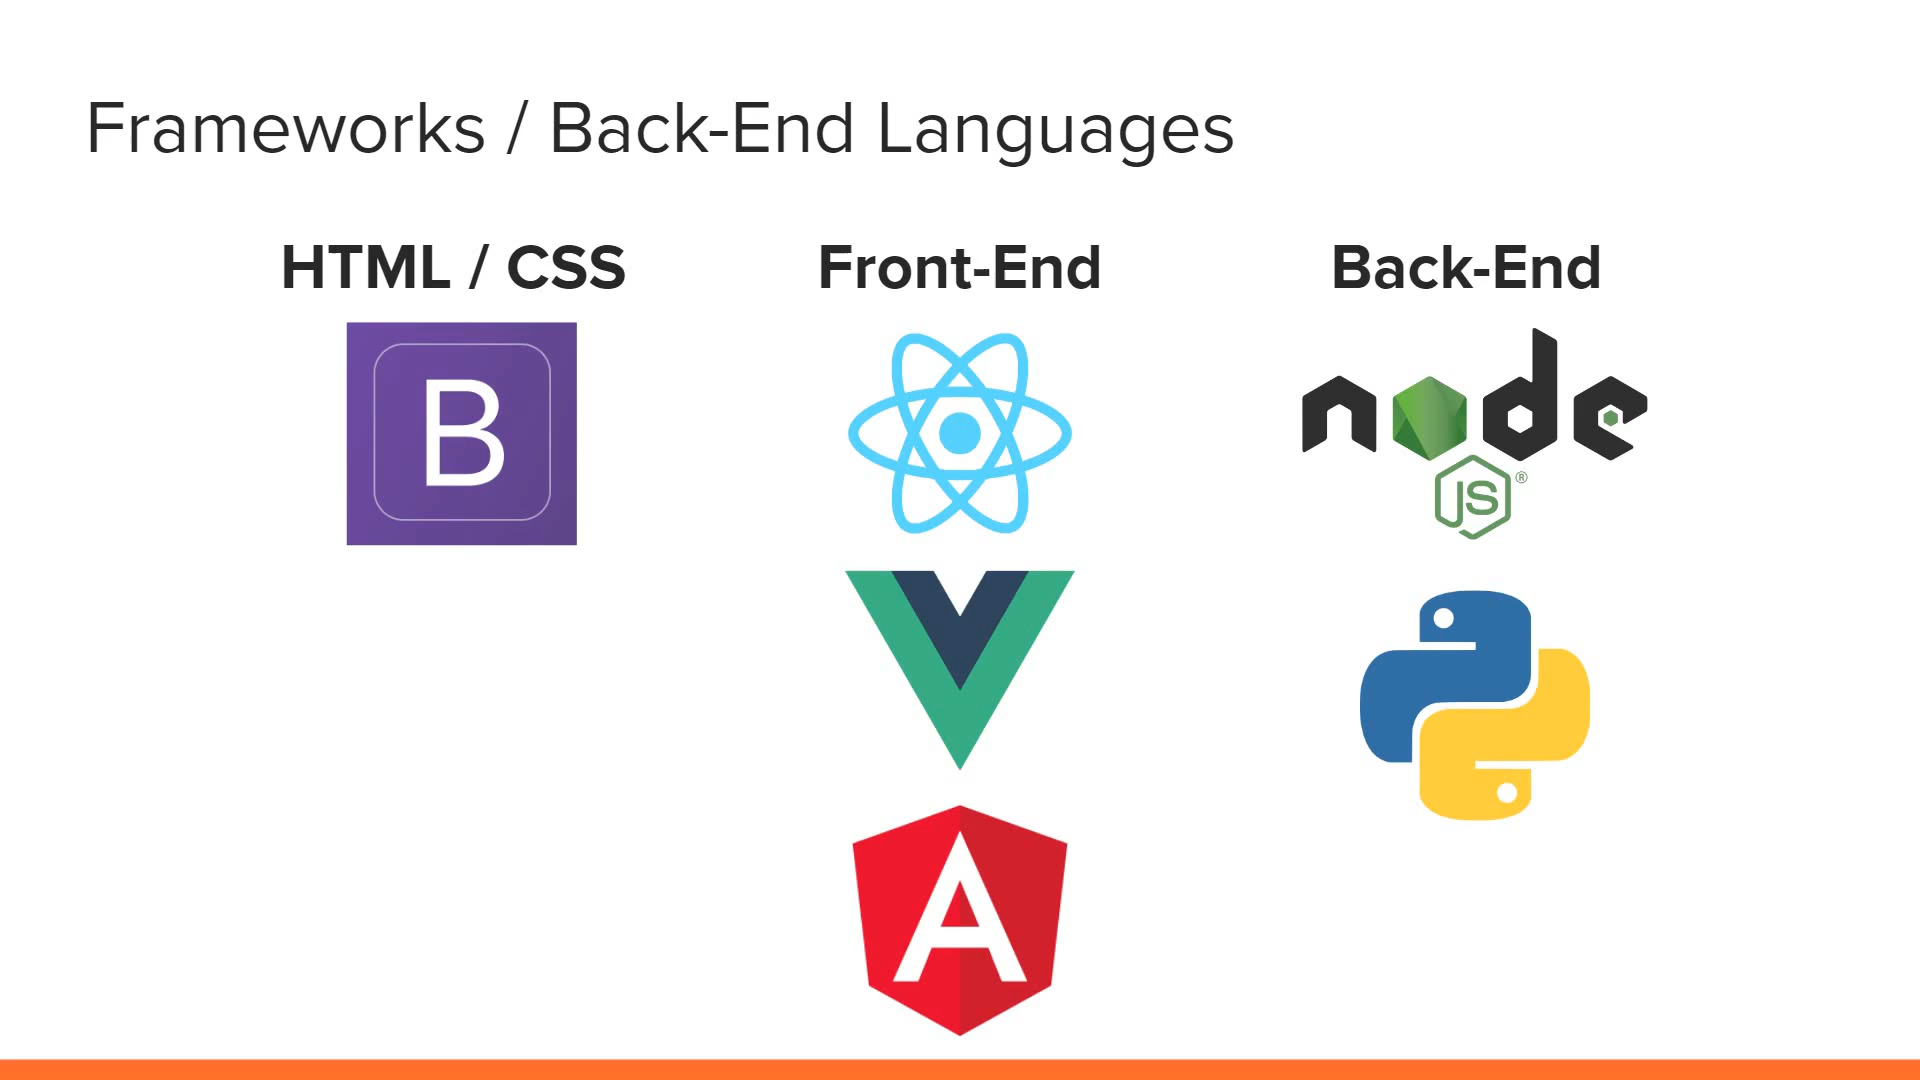 Frameworks / Back-End Languages
HTML / CSS
Front-End
Back-End
B
node
JS®
A